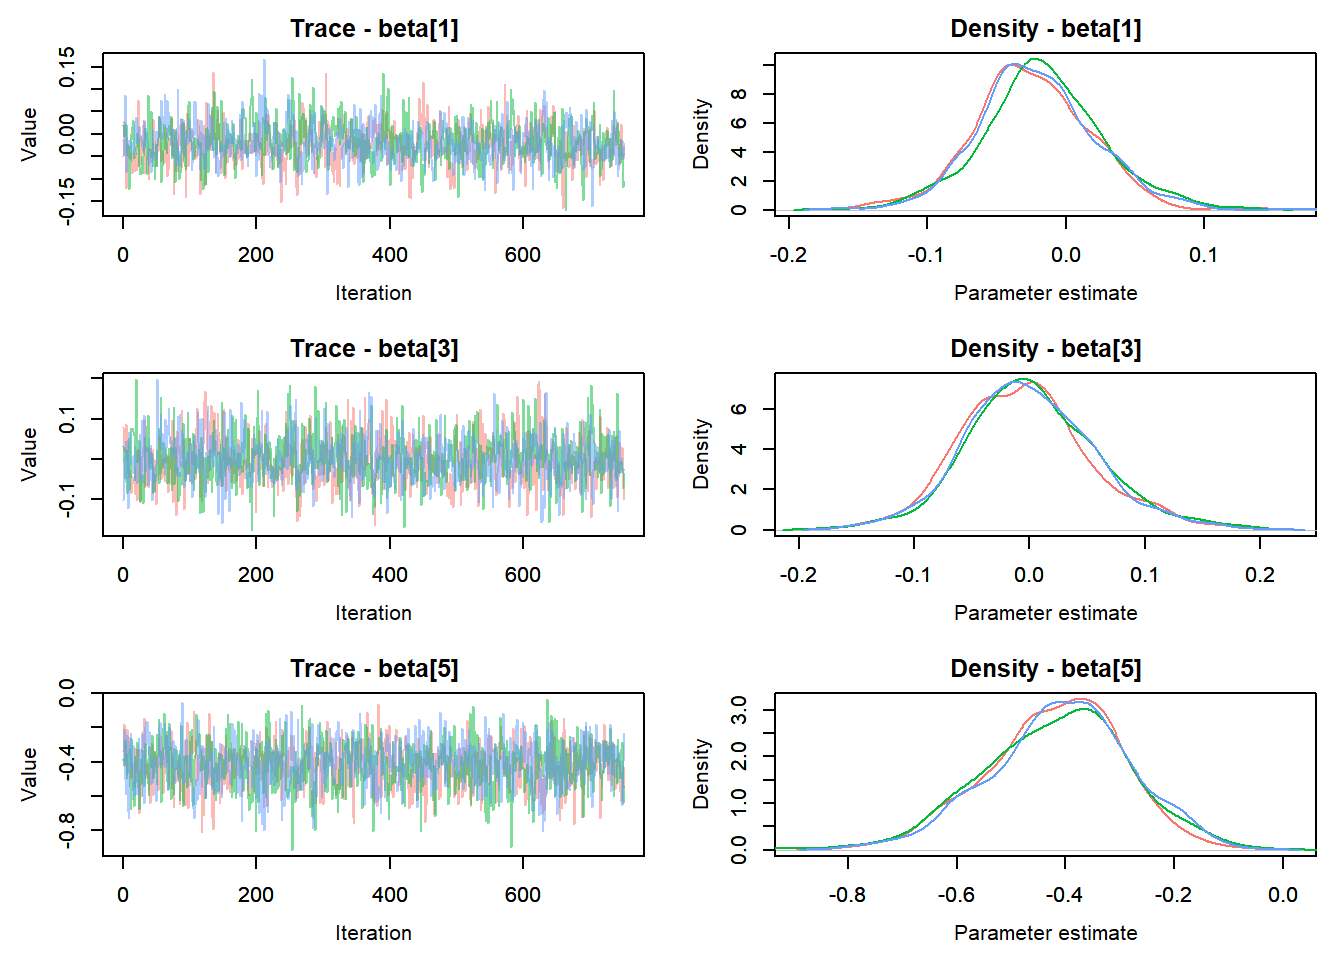 Trace - beta[1]
Value
0.15
0.00
-0.15
0 200 400 600
Iteration
Density - beta[1]
Density
8
6
4
2
0
-0.2 -0.1 0.0 0.1
Parameter estimate
Trace - beta[3]
Value
0.1
-0.1
0 200 400 600
Iteration
Density - beta[3]
Density
6
4
2
0
-0.2 -0.1 0.0 0.1 0.2
Parameter estimate
Trace - beta[5]
Value
0.0
-0.4
-0.8
0 200 400 600
Iteration
Density - beta[5]
Density
3.0
2.0
1.0
0.0
-0.8 -0.6 -0.4 -0.2 0.0
Parameter estimate